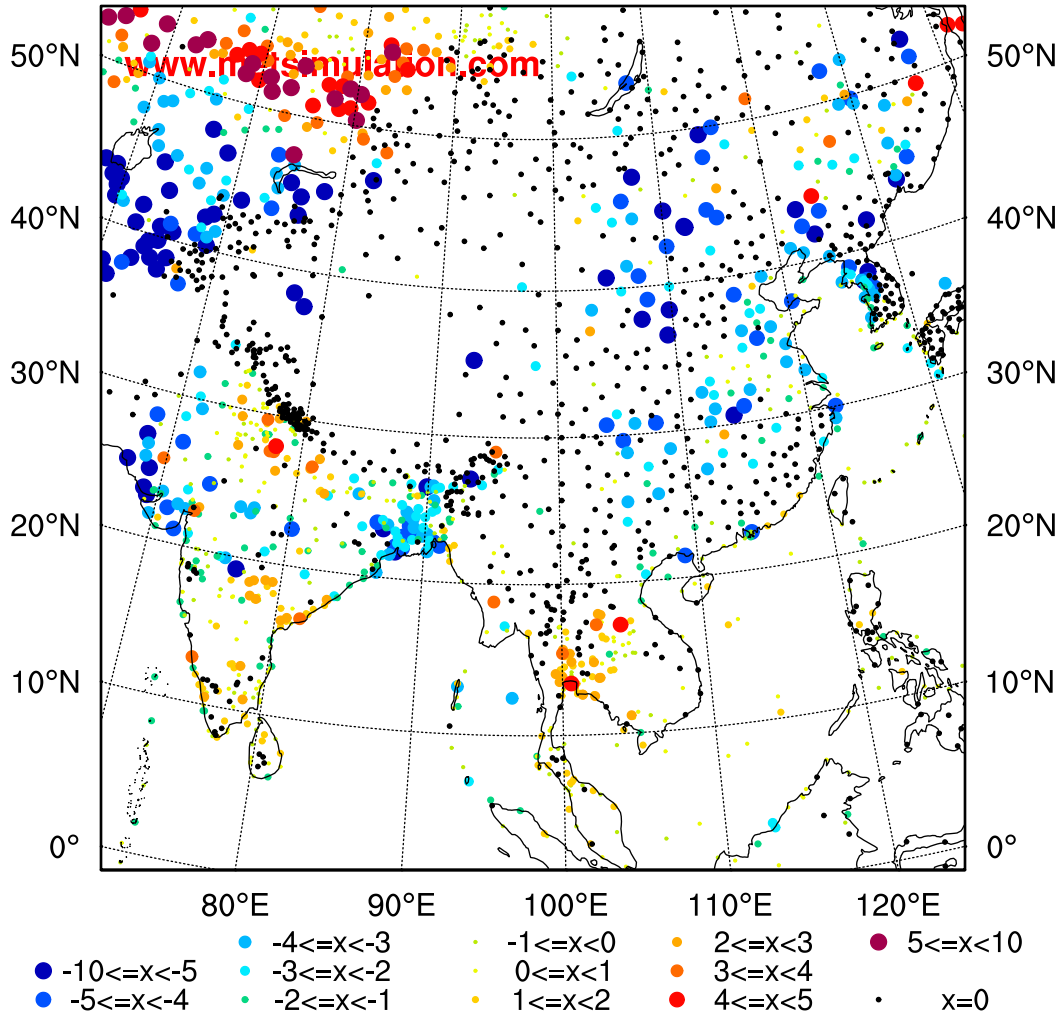 50°N 50°N
www.mmtsimulation.com
40°N 40°N
30°N 30°N
20°N 20°N
10°N 10°N
0° 0°
80°E 90°E 100°E 110°E 120°E
-4<=x<-3 -1<=x<0 2<=x<3 5<=x<10
-10<=x<-5 -3<=x<-2 0<=x<1 3<=x<4
-5<=x<-4 -2<=x<-1 1<=x<2 4<=x<5 x=0